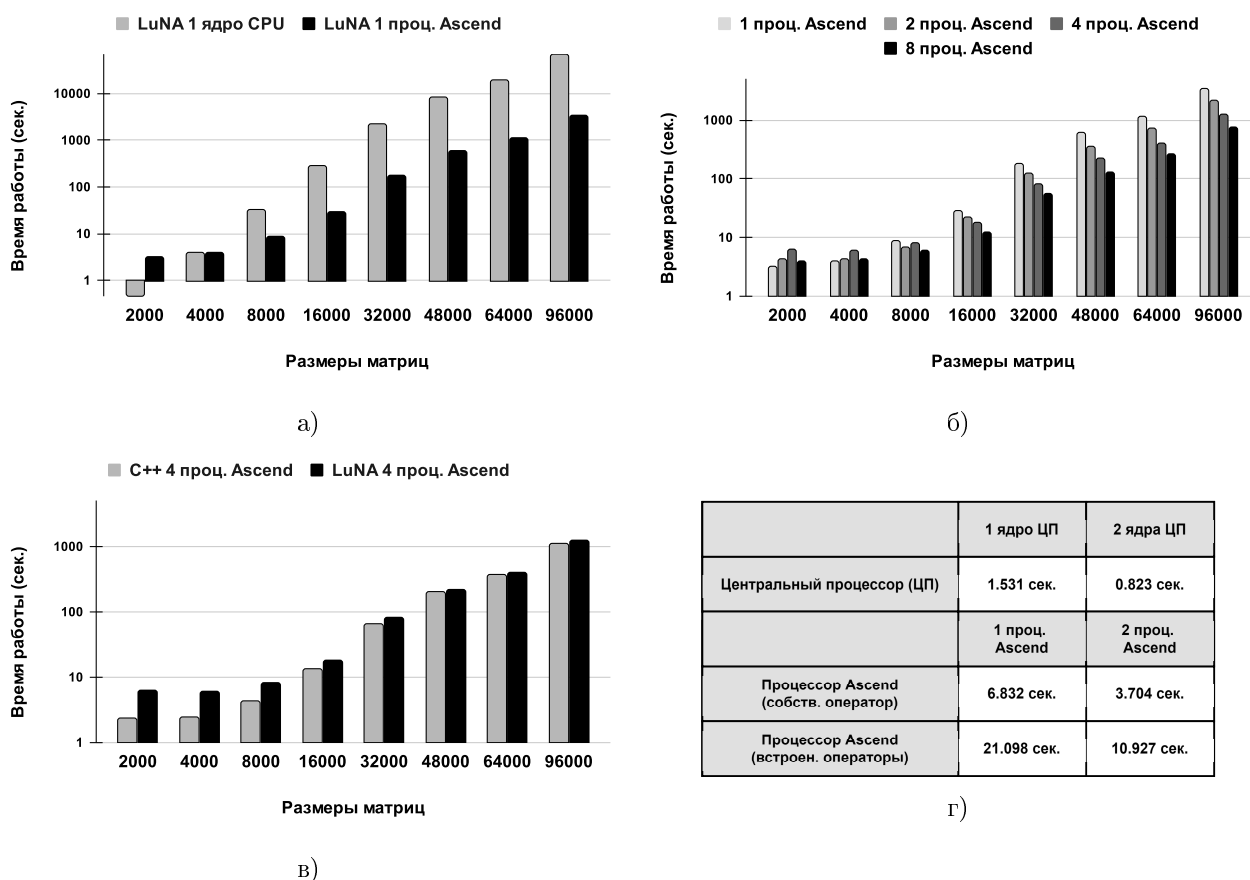 LuNA 1 ядро CPU LuNA 1 проц. Ascend
Время работы (сек.)
10000
1000
100
10
1
2000 4000 8000 16000 32000 48000 64000 96000
Размеры матриц
а)
1 проц. Ascend 2 проц. Ascend 4 проц. Ascend
8 проц. Ascend
Время работы (сек.)
1000
100
10
1
2000 4000 8000 16000 32000 48000 64000 96000
Размеры матриц
б)
C++ 4 проц. Ascend LuNA 4 проц. Ascend
Время работы (сек.)
1000
100
10
1
2000 4000 8000 16000 32000 48000 64000 96000
Размеры матриц
в)
1 ядро ЦП 2 ядра ЦП
Центральный процессор (ЦП) 1.531 сек. 0.823 сек.
1 проц. 2 проц.
Ascend Ascend
Процессор Ascend
(собств. оператор) 6.832 сек. 3.704 сек.
Процессор Ascend
(встроен. операторы) 21.098 сек. 10.927 сек.
г)